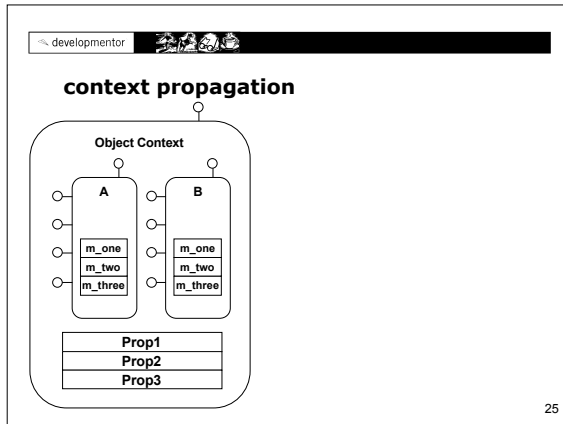 developmentor
context propagation
Object Context
A
B
m_one
m_two
m_three
m_one
m_two
m_three
Prop1
Prop2
Prop3
25